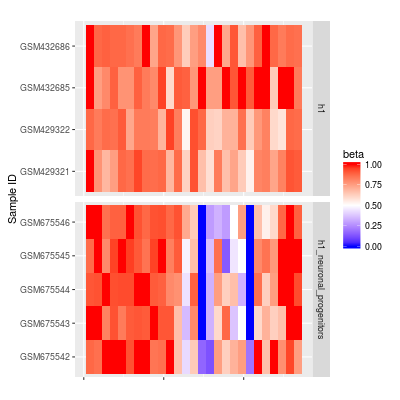 GSM432686
GSM432685
GSM429322
GSM429321
h1
GSM675546
GSM675545
GSM675544
GSM675543
GSM675542
h1_neuronal_progenitors
Sample ID
beta
1.00
0.75
0.50
0.25
0.00